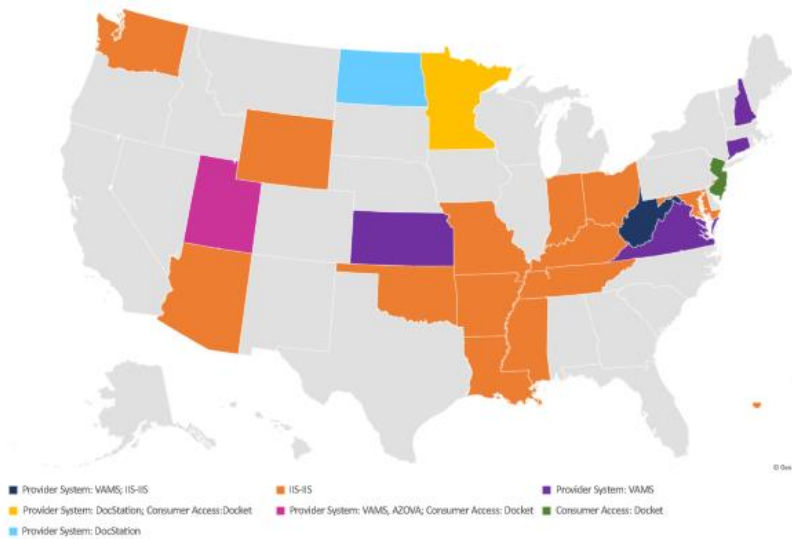 © Geo
Provider System: VAMS; IIS-IIS
IIS-IIS
Provider System: VAMS
Provider System: DocStation; Consumer Access:Docket
Provider System: VAMS, AZOVA; Consumer Access: Docket
Consumer Access: Docket
Provider System: DocStation